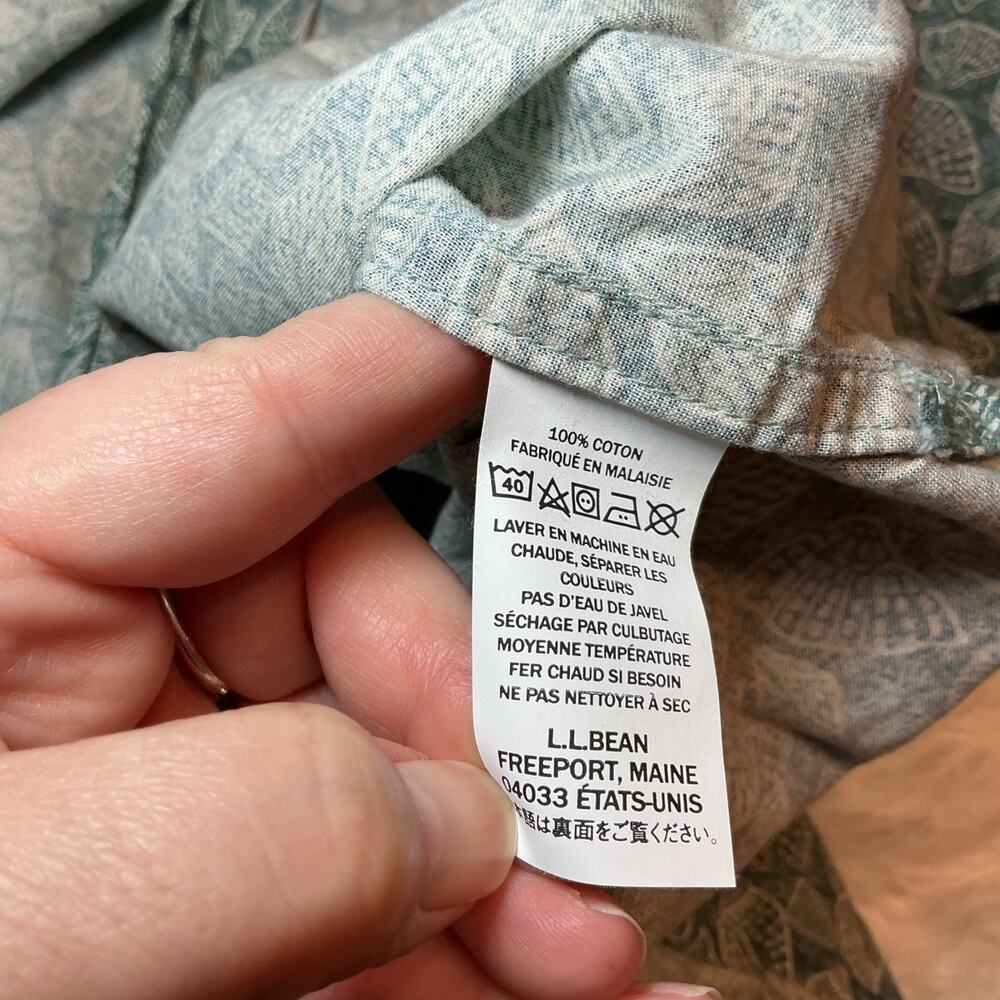 100% COTON
FABRIQUÉ EN MALAISIE
40
LAVER EN MACHINE EN EAU
CHAUDE, SÉPARER LES
COULEURS
PAS D'EAU DE JAVEL
SÉCHAGE PAR CULBUTAGE
MOYENNE TEMPÉRATURE
FER CHAUD SI BESOIN
NE PAS NETTOYER À SEC
L.L.BEAN
FREEPORT, MAINE
04033 ÉTATS-UNIS
語は裏面をご覧ください。